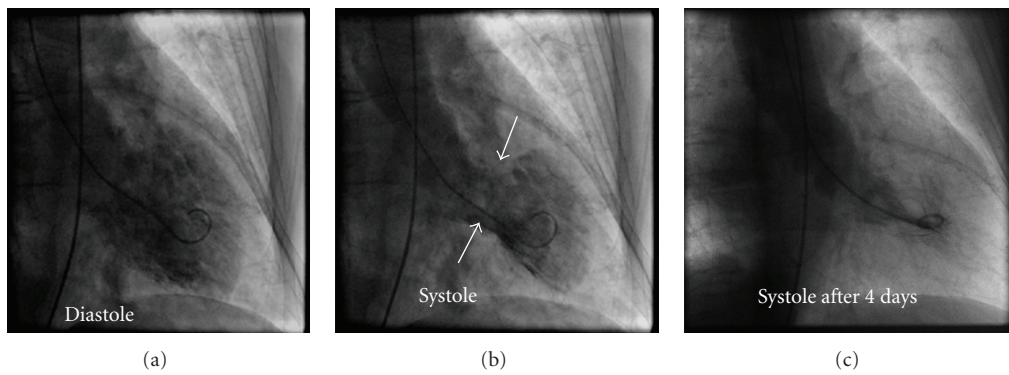 Diastole
Systole
Systole after 4 days
(a)
(b)
(c)